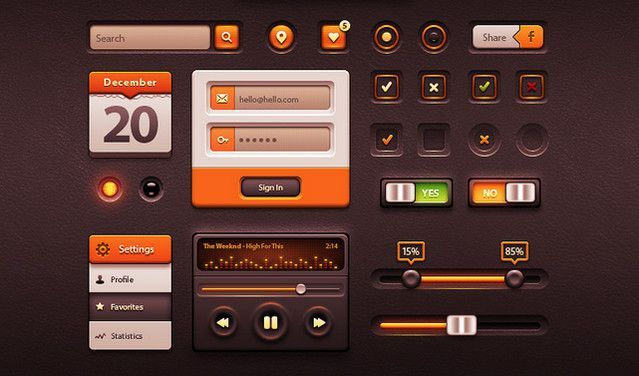 Search
5
Share
f
December
20
hello@hello.com
Sign In
YES
NO
Settings
Profile
Favorites
Statistics
The Weeknd - High For This
2:14
15%
85%